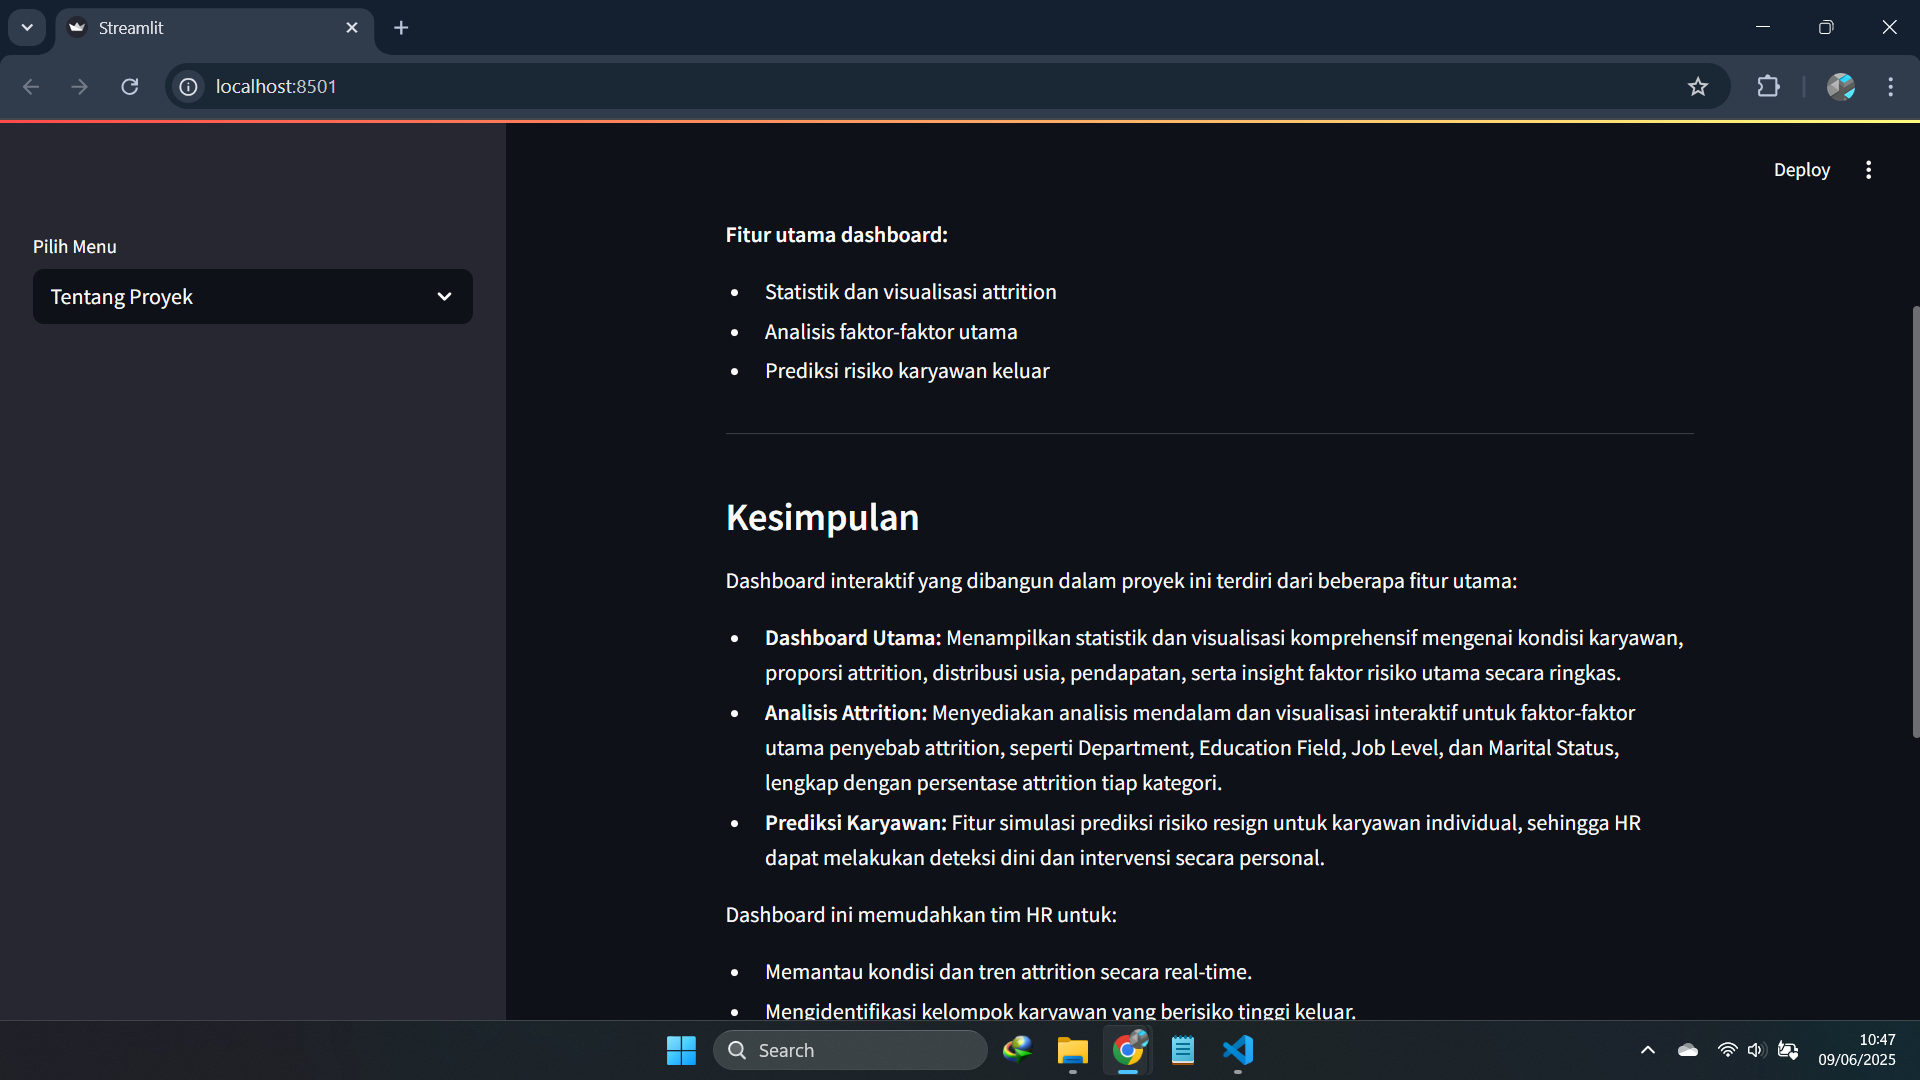 Streamlit
localhost:8501
Deploy
Pilih Menu
Tentang Proyek
Fitur utama dashboard:
• Statistik dan visualisasi attrition
• Analisis faktor-faktor utama
• Prediksi risiko karyawan keluar
Kesimpulan
Dashboard interaktif yang dibangun dalam proyek ini terdiri dari beberapa fitur utama:
• Dashboard Utama: Menampilkan statistik dan visualisasi komprehensif mengenai kondisi karyawan,
proporsi attrition, distribusi usia, pendapatan, serta insight faktor risiko utama secara ringkas.
• Analisis Attrition: Menyediakan analisis mendalam dan visualisasi interaktif untuk faktor-faktor
utama penyebab attrition, seperti Department, Education Field, Job Level, dan Marital Status,
lengkap dengan persentase attrition tiap kategori.
• Prediksi Karyawan: Fitur simulasi prediksi risiko resign untuk karyawan individual, sehingga HR
dapat melakukan deteksi dini dan intervensi secara personal.
Dashboard ini memudahkan tim HR untuk:
• Memantau kondisi dan tren attrition secara real-time.
• Mengidentifikasi kelompok karyawan yang berisiko tinggi keluar.
Search
10:47
09/06/2025